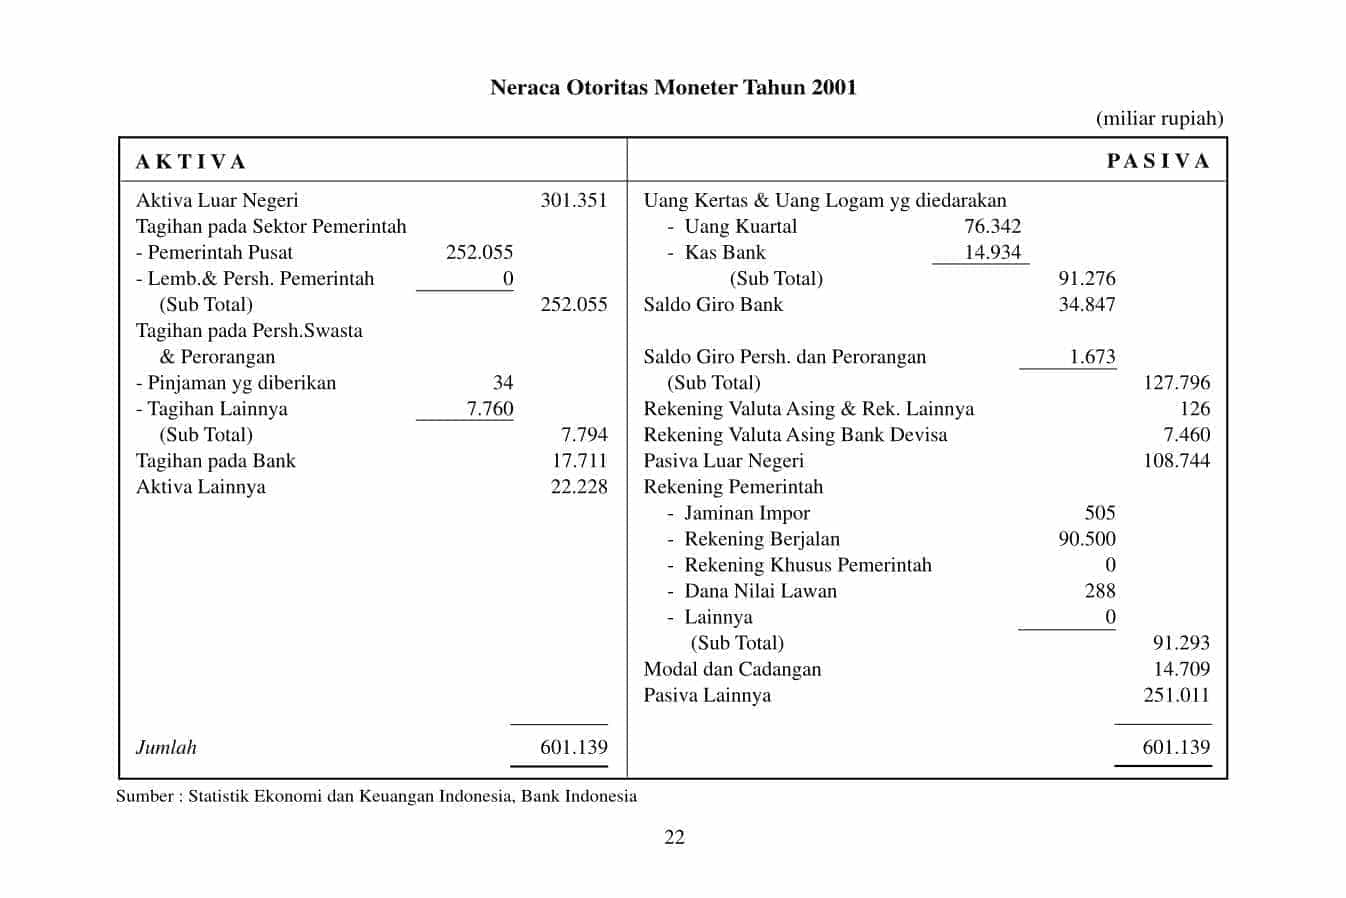 Neraca Otoritas Moneter Tahun 2001
(miliar rupiah)
A K T I V A
P A S I V A
Aktiva Luar Negeri 301.351
Tagihan pada Sektor Pemerintah
- Pemerintah Pusat 252.055
- Lemb.& Persh. Pemerintah 0
(Sub Total) 252.055
Tagihan pada Persh.Swasta
& Perorangan
- Pinjaman yg diberikan 34
- Tagihan Lainnya 7.760
(Sub Total) 7.794
Tagihan pada Bank 17.711
Aktiva Lainnya 22.228
Jumlah 601.139
Uang Kertas & Uang Logam yg diedarakan
- Uang Kuartal 76.342
- Kas Bank 14.934
(Sub Total) 91.276
Saldo Giro Bank 34.847
Saldo Giro Persh. dan Perorangan 1.673
(Sub Total) 127.796
Rekening Valuta Asing & Rek. Lainnya 126
Rekening Valuta Asing Bank Devisa 7.460
Pasiva Luar Negeri 108.744
Rekening Pemerintah
- Jaminan Impor 505
- Rekening Berjalan 90.500
- Rekening Khusus Pemerintah 0
- Dana Nilai Lawan 288
- Lainnya 0
(Sub Total) 91.293
Modal dan Cadangan 14.709
Pasiva Lainnya 251.011
601.139
Sumber : Statistik Ekonomi dan Keuangan Indonesia, Bank Indonesia
22